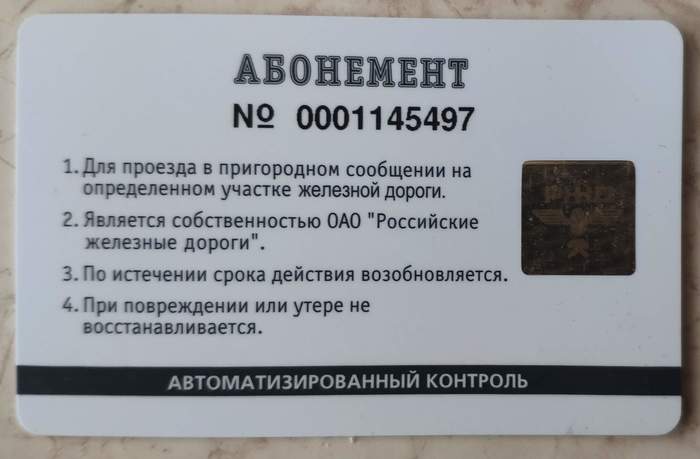 АБОНЕМЕНТ
№ 0001145497
1. Для проезда в пригородном сообщении на
определенном участке железной дороги.
2. Является собственностью ОАО "Российские
железные дороги".
3. По истечении срока действия возобновляется.
4. При повреждении или утере не
восстанавливается.
АВТОМАТИЗИРОВАННЫЙ КОНТРОЛЬ